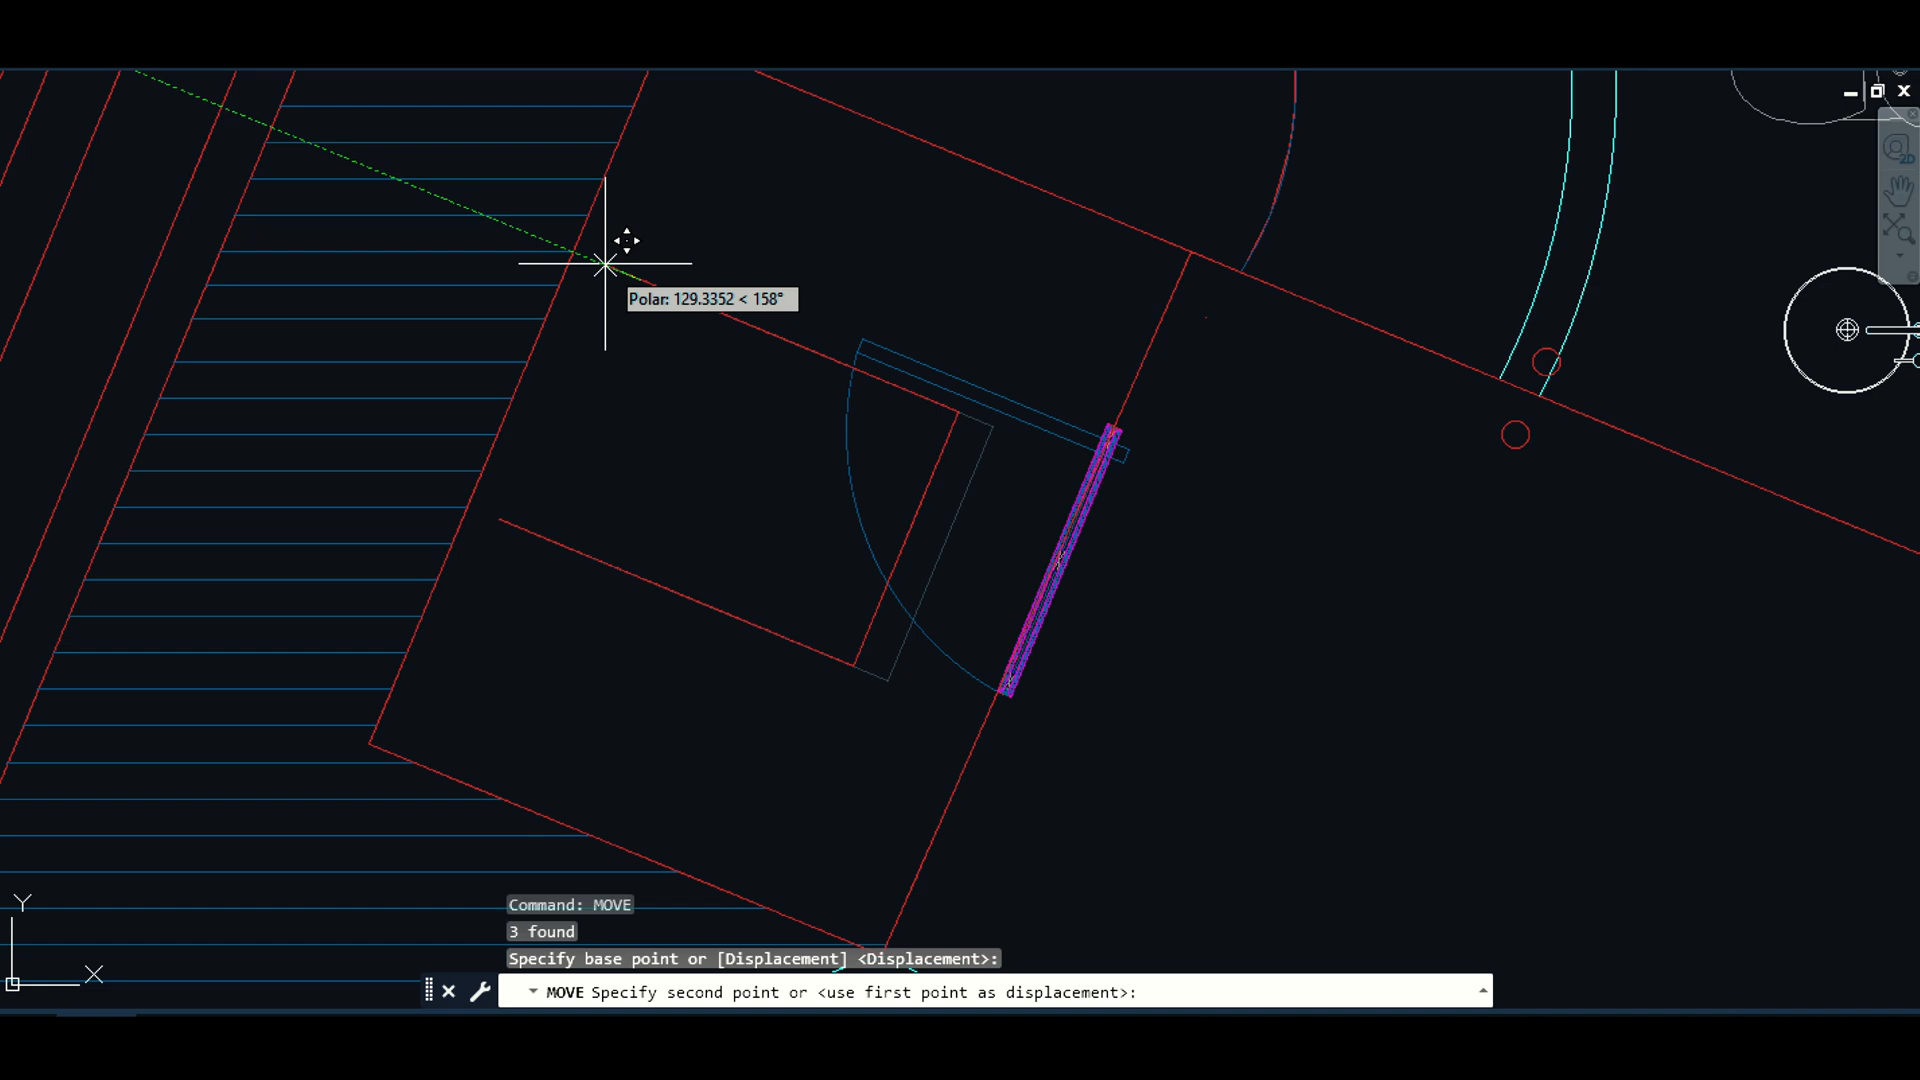 2D
Polar: 129.3352 < 158°
Y
X
Command: MOVE
3 found
Specify base point or [Displacement] <Displacement>:
MOVE Specify second point or <use first point as displacement>: